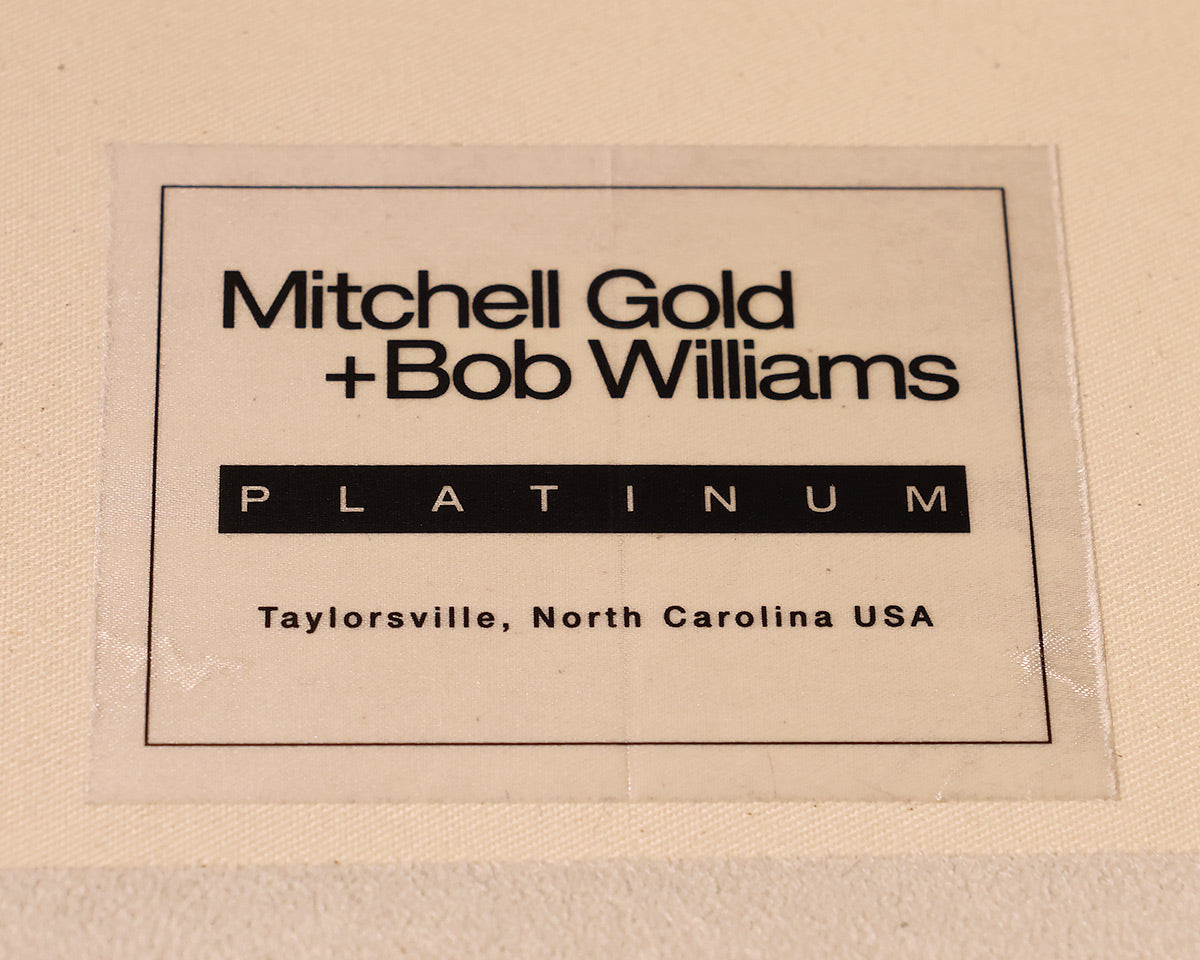 Mitchell Gold
+Bob Williams
PLATINUM
Taylorsville, North Carolina USA